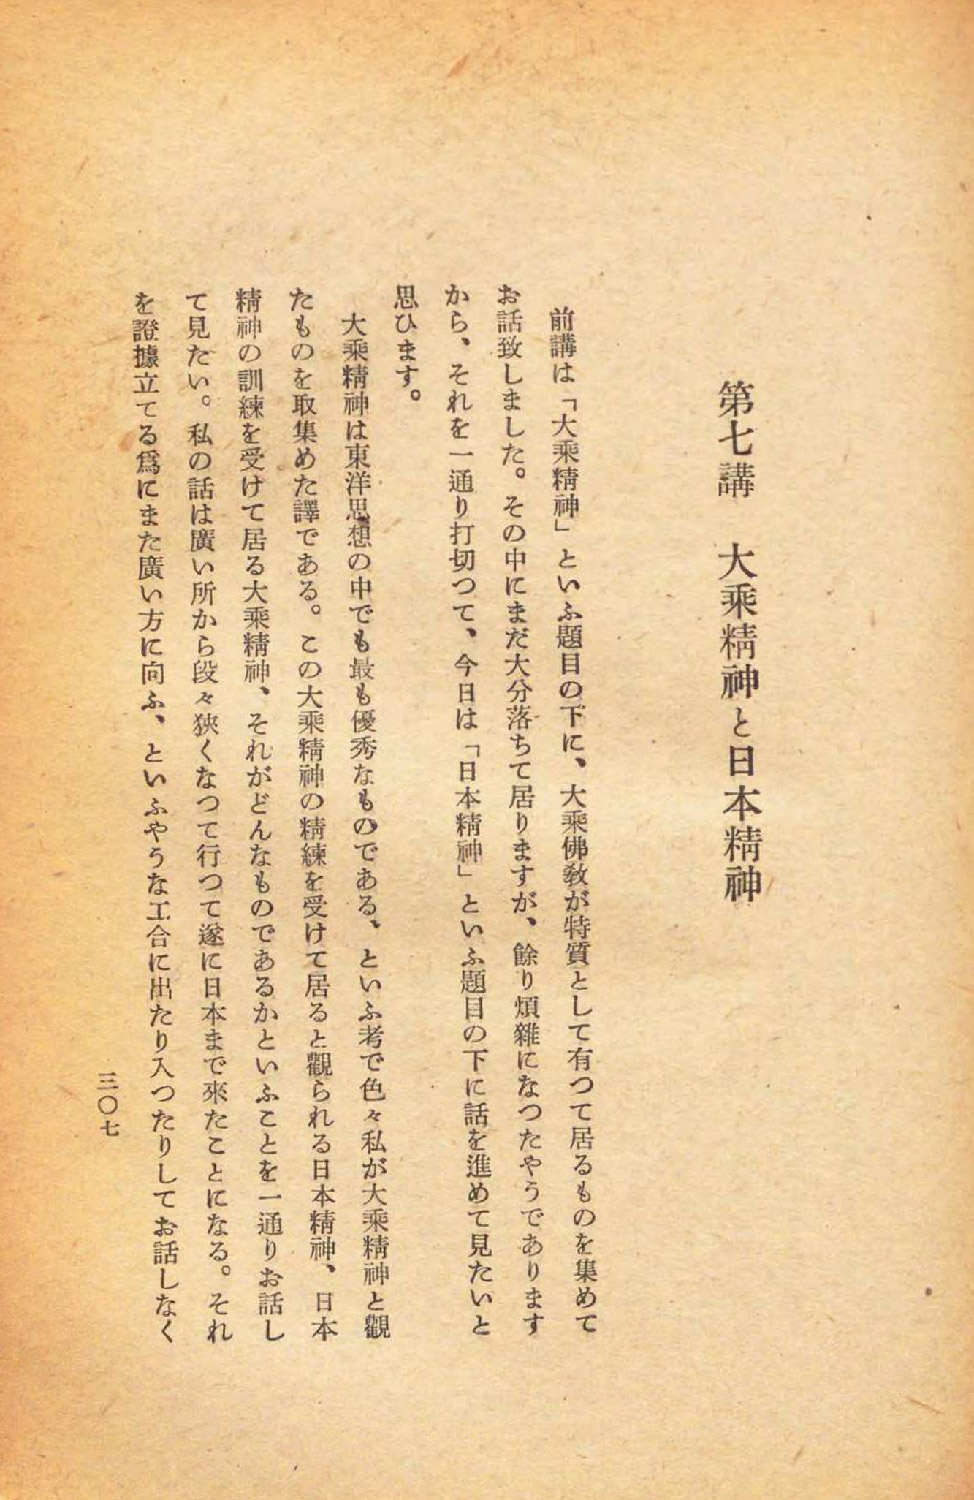 第七講　大乘精神と日本精神
前講は「大乘精神」といふ題目の下に、大乘佛教が特質として有つて居るものを集めて
お話致しました。その中にまだ大分落ちて居りますが、餘り煩雜になつたやうであります
から、それを一通り打切つて、今日は「日本精神」といふ題目の下に話を進めて見たいと
思ひます。
大乘精神は東洋思想の中でも最も優秀なものである、といふ考で色々私が大乘精神と觀
たものを取集めた譯である。この大乘精神の精練を受けて居ると觀られる日本精神、日本
精神の訓練を受けて居る大乘精神、それがどんなものであるかといふことを一通りお話し
て見たい。私の話は廣い所から段々狹くなつて行つて遂に日本まで來たことになる。それ
を證據立てる爲にまた廣い方に向ふ、といふやうな工合に出たり入つたりしてお話しなく
三〇七